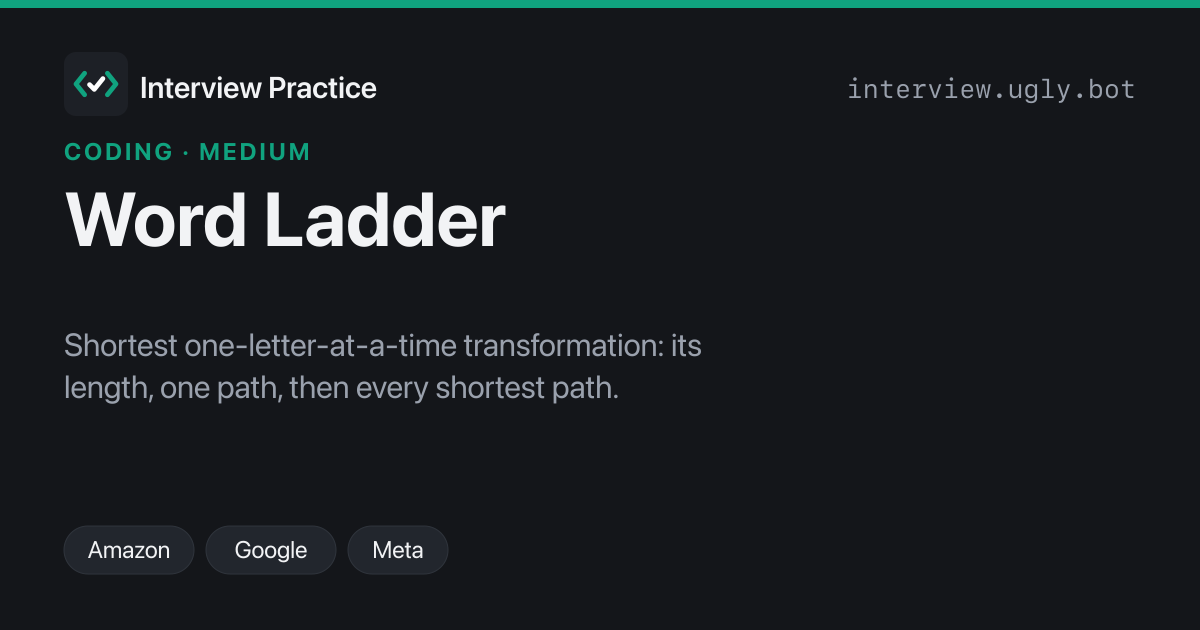 Interview Practice
interview.ugly.bot
CODING · MEDIUM
Word Ladder
Shortest one-letter-at-a-time transformation: its
length, one path, then every shortest path.
Amazon
Google
Meta